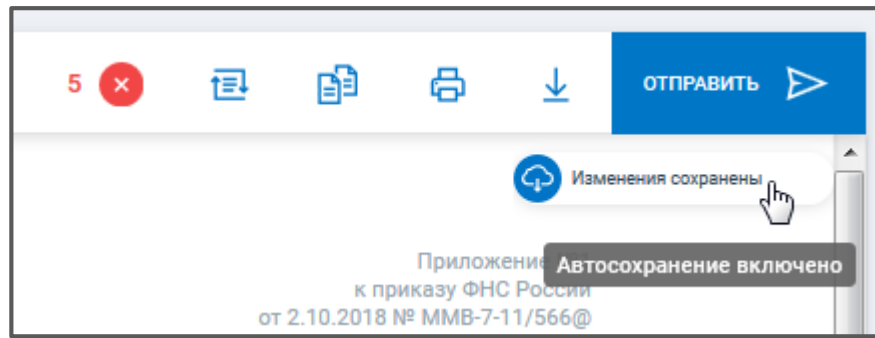 5
ОТПРАВИТЬ
Изменения сохранены
Автосохранение включено
Приложение
к приказу ФНС России
от 2.10.2018 № ММВ-7-11/566@